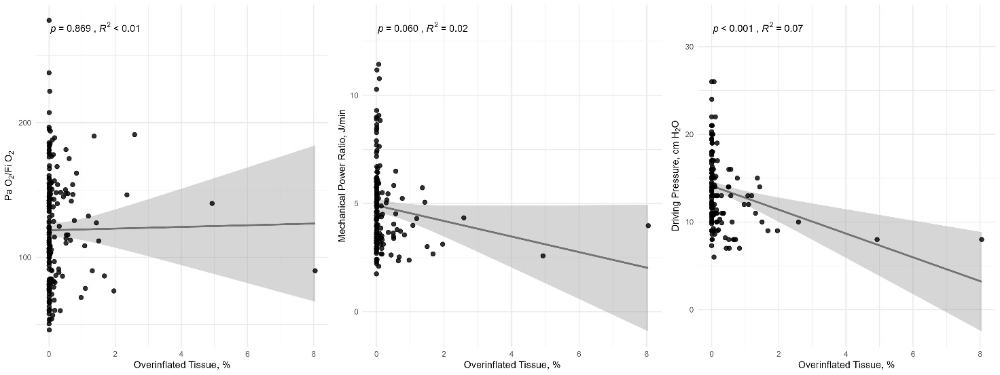 p = 0.869 , R² < 0.01
200
100
Pa O₂/Fi O₂
0 2 4 6 8
Overinflated Tissue, %
p = 0.060 , R² = 0.02
10
5
0
Mechanical Power Ratio, J/min
0 2 4 6 8
Overinflated Tissue, %
p < 0.001 , R² = 0.07
30
20
10
0
Driving Pressure, cm H₂O
0 2 4 6 8
Overinflated Tissue, %